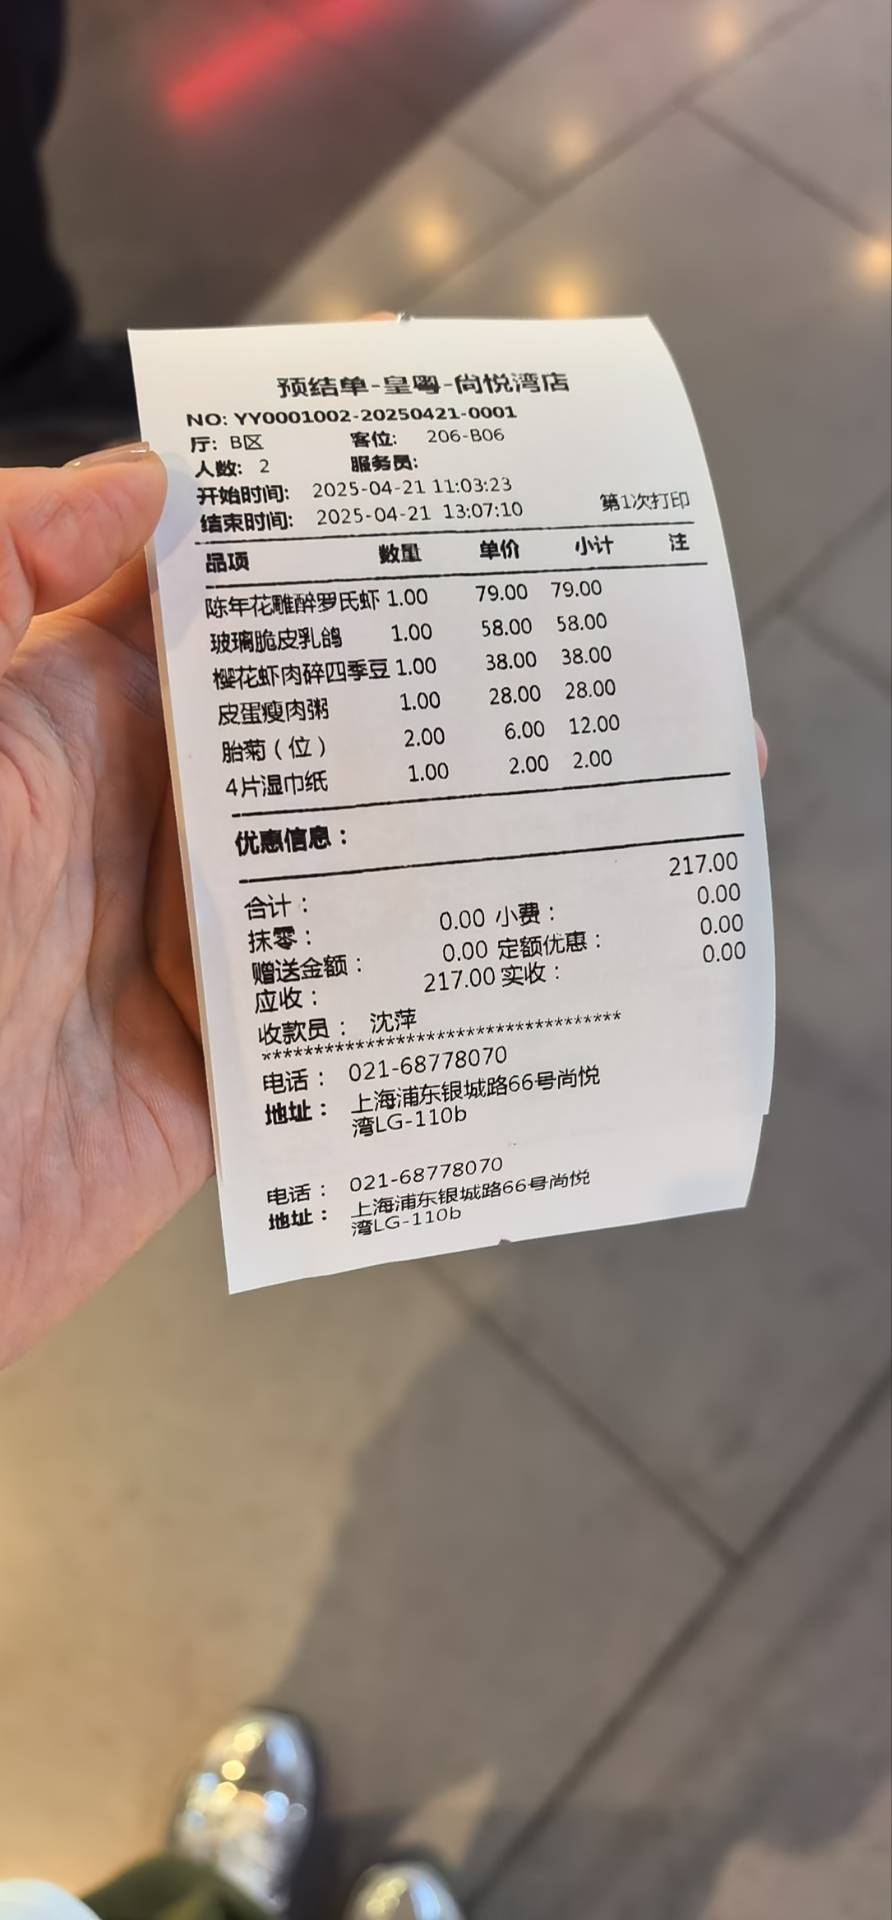 预结单-皇粤-尚悦湾店
NO: YY0001002-20250421-0001
厅: B区 客位: 206-B06
人数: 2 服务员:
开始时间: 2025-04-21 11:03:23
结束时间: 2025-04-21 13:07:10 第1次打印
品项 数量 单价 小计 注
陈年花雕醉罗氏虾 1.00 79.00 79.00
玻璃脆皮乳鸽 1.00 58.00 58.00
樱花虾肉碎四季豆 1.00 38.00 38.00
皮蛋瘦肉粥 1.00 28.00 28.00
胎菊（位） 2.00 6.00 12.00
4片湿巾纸 1.00 2.00 2.00
优惠信息：
合计： 217.00
抹零： 0.00 小费： 0.00
赠送金额： 0.00 定额优惠： 0.00
应收： 217.00 实收： 0.00
收款员： 沈萍
***********************************
电话： 021-68778070
地址： 上海浦东银城路66号尚悦
湾LG-110b
电话： 021-68778070
地址： 上海浦东银城路66号尚悦
湾LG-110b